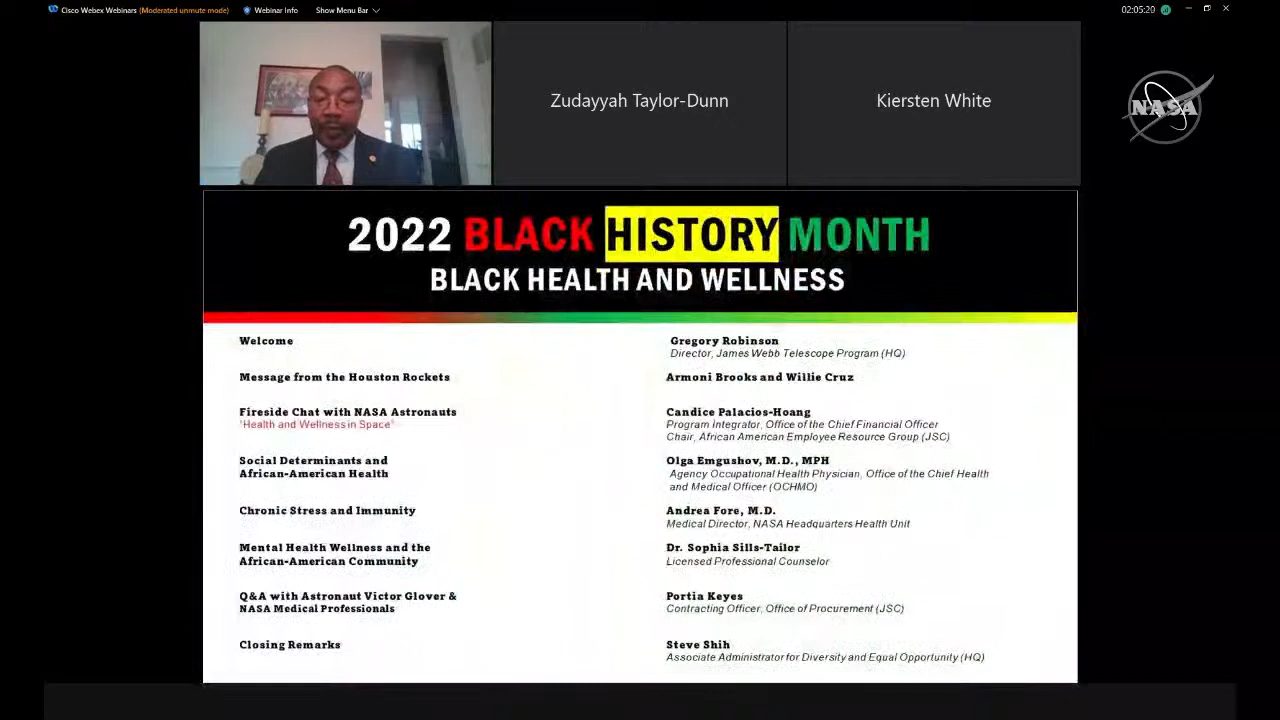 Cisco Webex Webinars (Moderated unmute mode) Webinar Info Show Menu Bar 02:05:20
Zudayyah Taylor-Dunn Kiersten White
NASA
2022 BLACK HISTORY MONTH
BLACK HEALTH AND WELLNESS
Welcome
Gregory Robinson
Director, James Webb Telescope Program (HQ)
Message from the Houston Rockets
Armoni Brooks and Willie Cruz
Fireside Chat with NASA Astronauts
"Health and Wellness in Space"
Candice Palacios-Hoang
Program Integrator, Office of the Chief Financial Officer
Chair, African American Employee Resource Group (JSC)
Social Determinants and
African-American Health
Olga Emgushov, M.D., MPH
Agency Occupational Health Physician, Office of the Chief Health
and Medical Officer (OCHMO)
Chronic Stress and Immunity
Andrea Fore, M.D.
Medical Director, NASA Headquarters Health Unit
Mental Health Wellness and the
African-American Community
Dr. Sophia Sills-Tailor
Licensed Professional Counselor
Q&A with Astronaut Victor Glover &
NASA Medical Professionals
Portia Keyes
Contracting Officer, Office of Procurement (JSC)
Closing Remarks
Steve Shih
Associate Administrator for Diversity and Equal Opportunity (HQ)